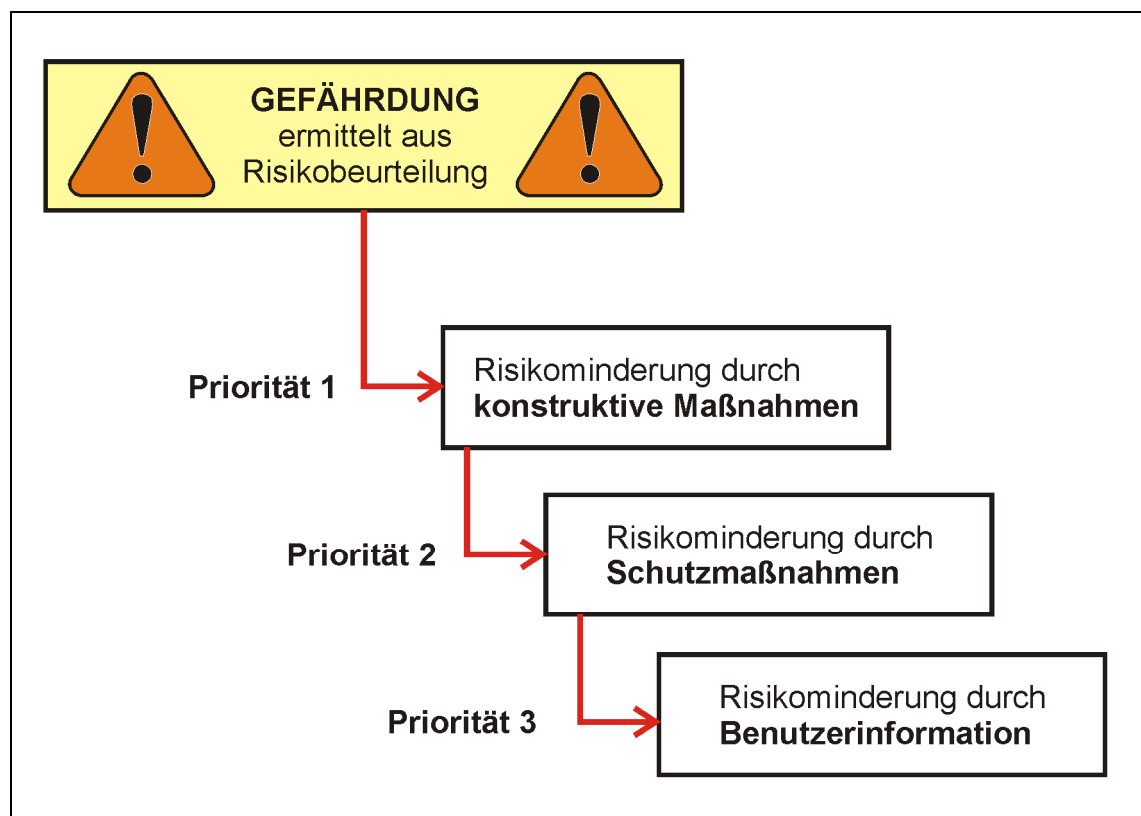 GEFÄHRDUNG
ermittelt aus
Risikobeurteilung
Priorität 1
Risikominderung durch
konstruktive Maßnahmen
Priorität 2
Risikominderung durch
Schutzmaßnahmen
Priorität 3
Risikominderung durch
Benutzerinformation